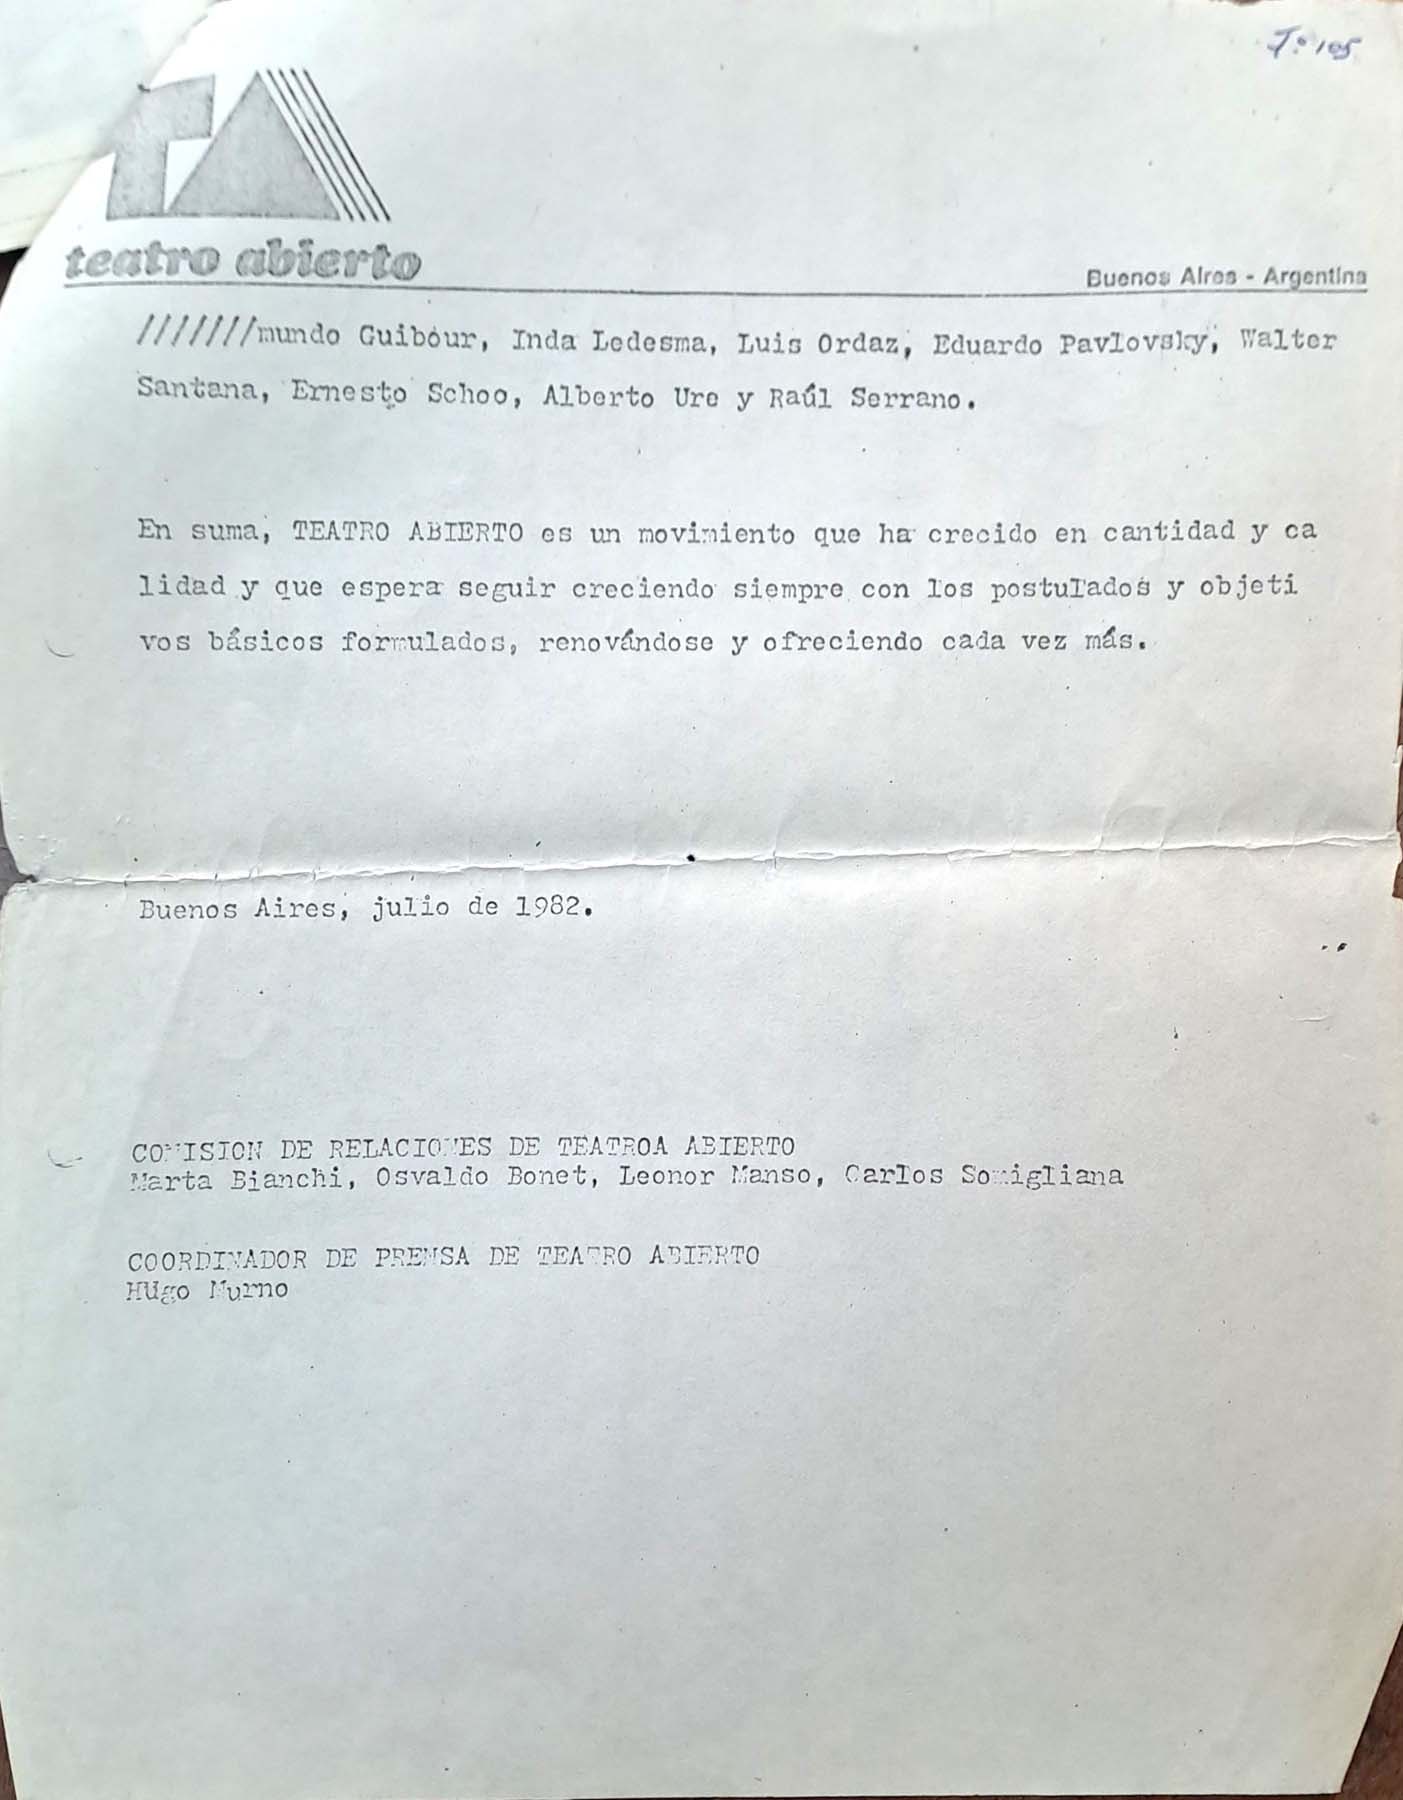 T: 105
teatro abierto
Buenos Aires - Argentina
///////mundo Guibour, Inda Ledesma, Luis Ordaz, Eduardo Pavlovsky, Walter
Santana, Ernesto Schoo, Alberto Ure y Raúl Serrano.
En suma, TEATRO ABIERTO es un movimiento que ha crecido en cantidad y ca
lidad y que espera seguir creciendo siempre con los postulados y objeti
vos básicos formulados, renovándose y ofreciendo cada vez más.
Buenos Aires, julio de 1982.
COMISION DE RELACIONES DE TEATROA ABIERTO
Marta Bianchi, Osvaldo Bonet, Leonor Manso, Carlos Somigliana
COORDINADOR DE PRENSA DE TEATRO ABIERTO
HUgo Murno